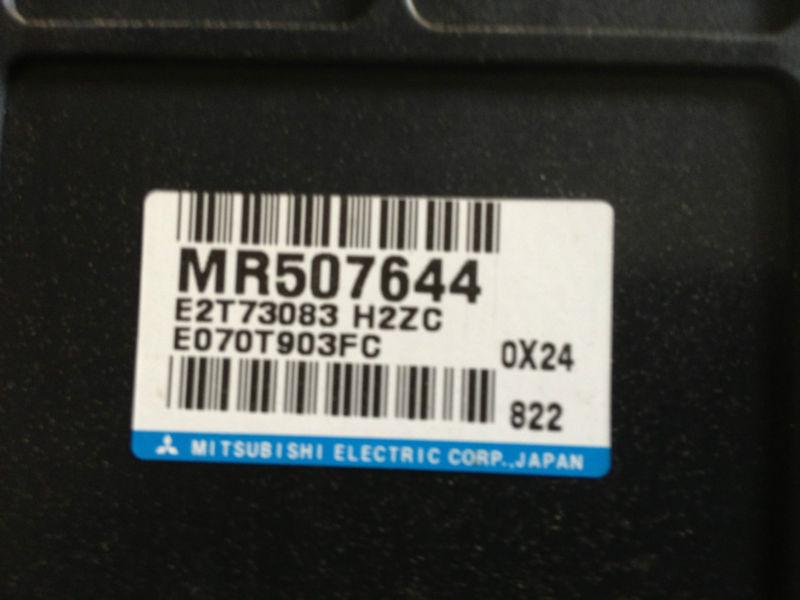 MR507644
E2T73083 H2ZC
E070T903FC
0X24
822
MITSUBISHI ELECTRIC CORP.,JAPAN